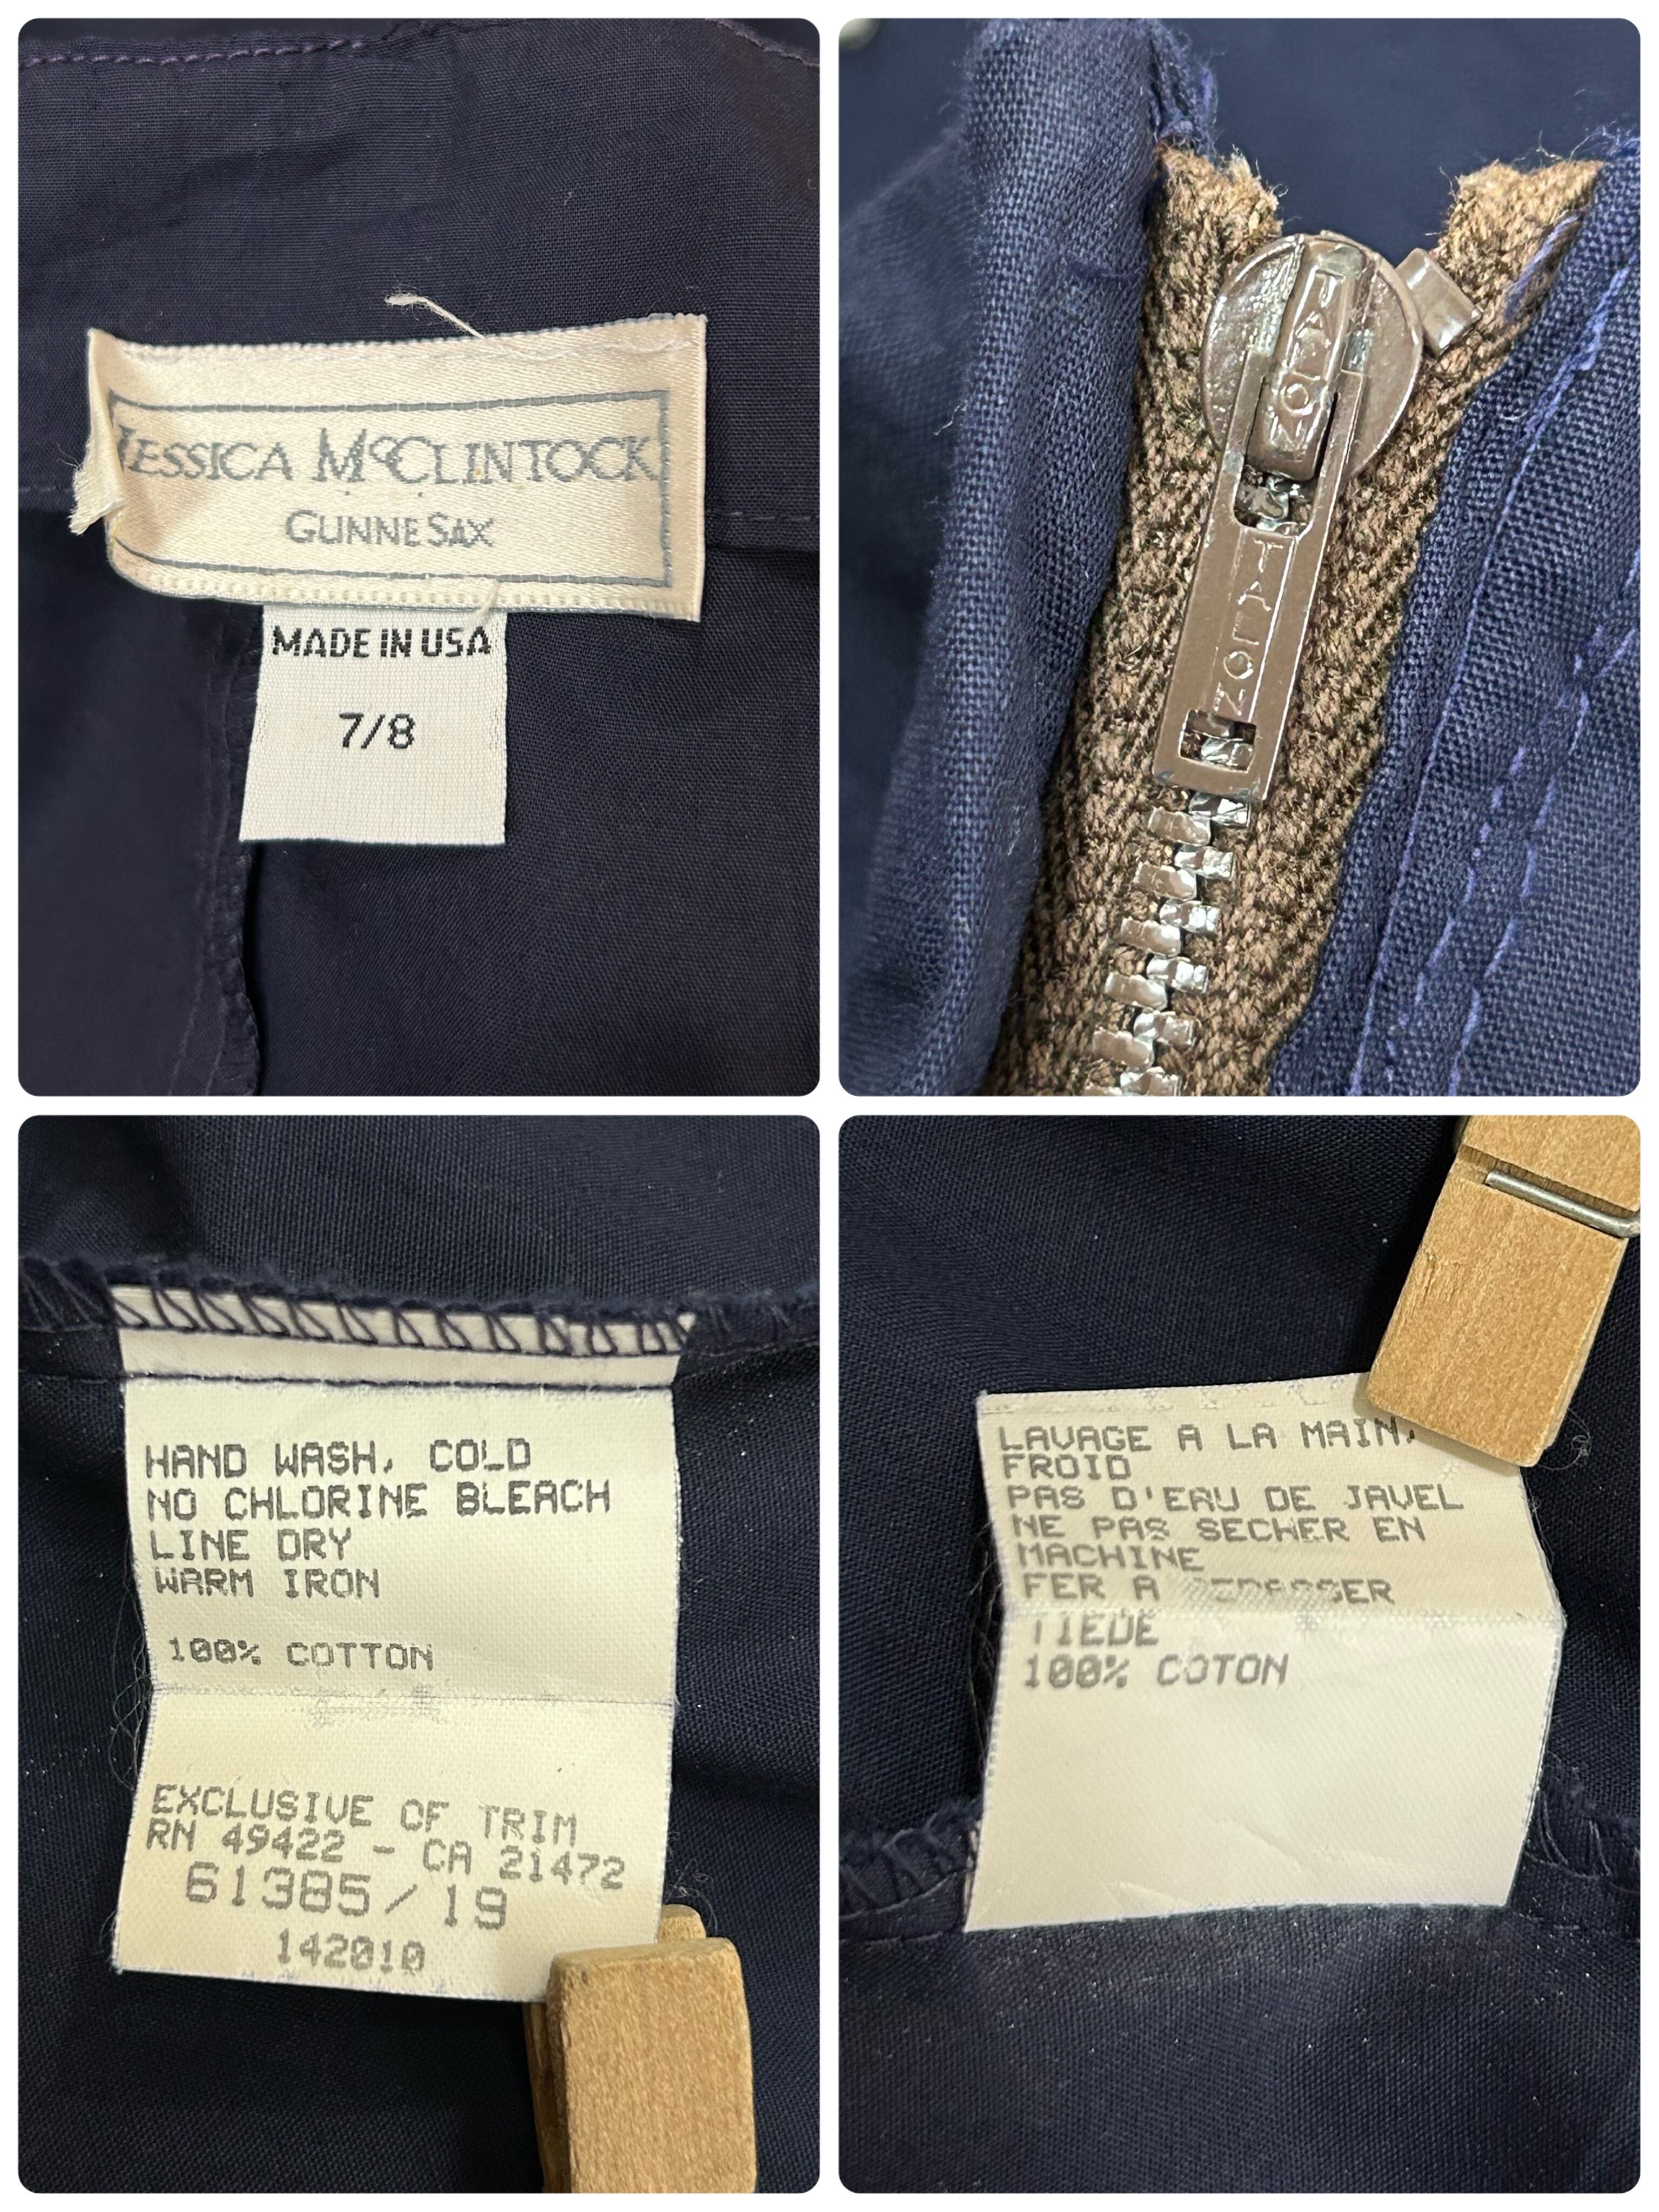 JESSICA McCLINTOCK
GUNNE SAX
MADE IN USA
7/8
TALON
TALON
HAND WASH, COLD
NO CHLORINE BLEACH
LINE DRY
WARM IRON
100% COTTON
EXCLUSIVE OF TRIM
RN 49422 - CA 21472
61385/19
142010
LAVAGE A LA MAIN,
FROID
PAS D'EAU DE JAVEL
NE PAS SECHER EN
MACHINE
FER A REPASSER
TIEDE
100% COTON